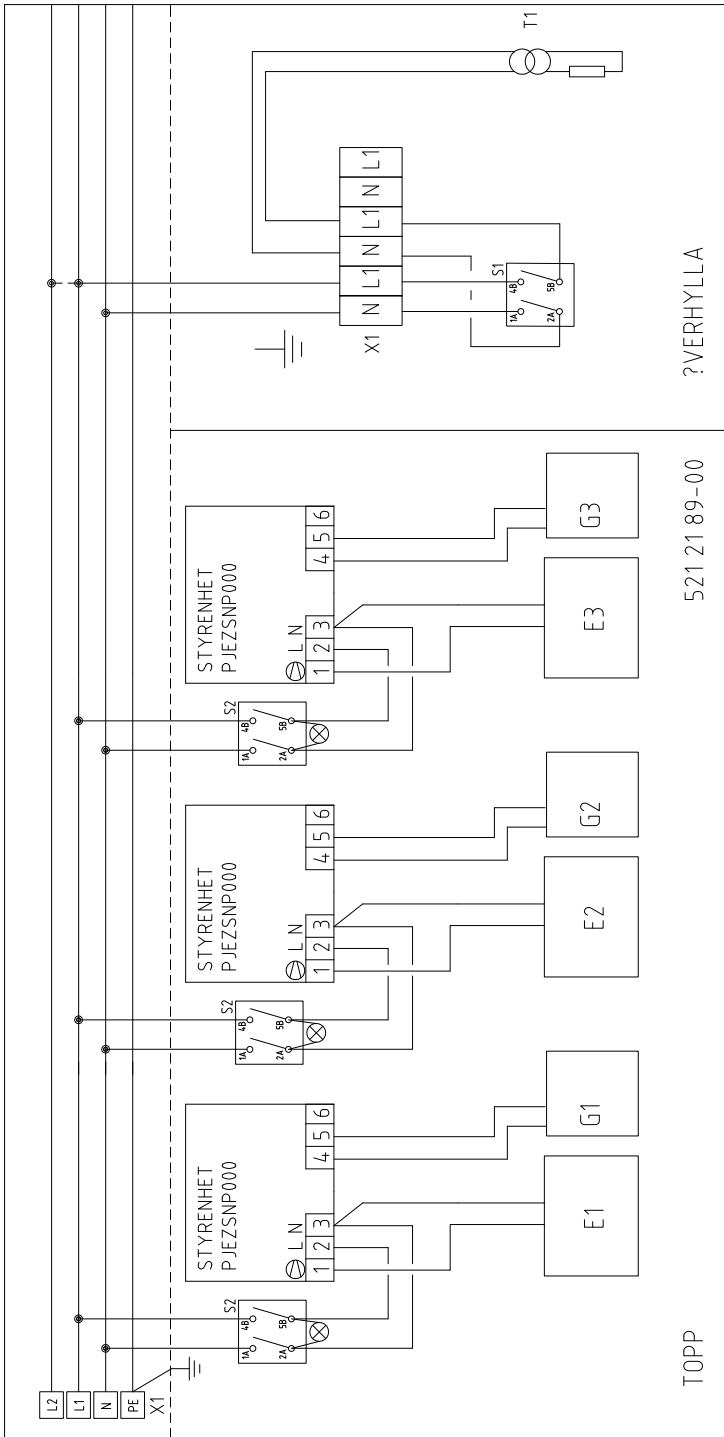 L2
L1
N
PE
X1
S2
1A 4B
2A 5B
STYRENHET
PJEZSNP000
L N
1 2 3 4 5 6
E1
G1
S2
1A 4B
2A 5B
STYRENHET
PJEZSNP000
L N
1 2 3 4 5 6
E2
G2
S2
1A 4B
2A 5B
STYRENHET
PJEZSNP000
L N
1 2 3 4 5 6
E3
G3
X1
N L1 N L1 N L1
S1
1A 4B
2A 5B
T1
TOPP
521 21 89-00
?VERHYLLA